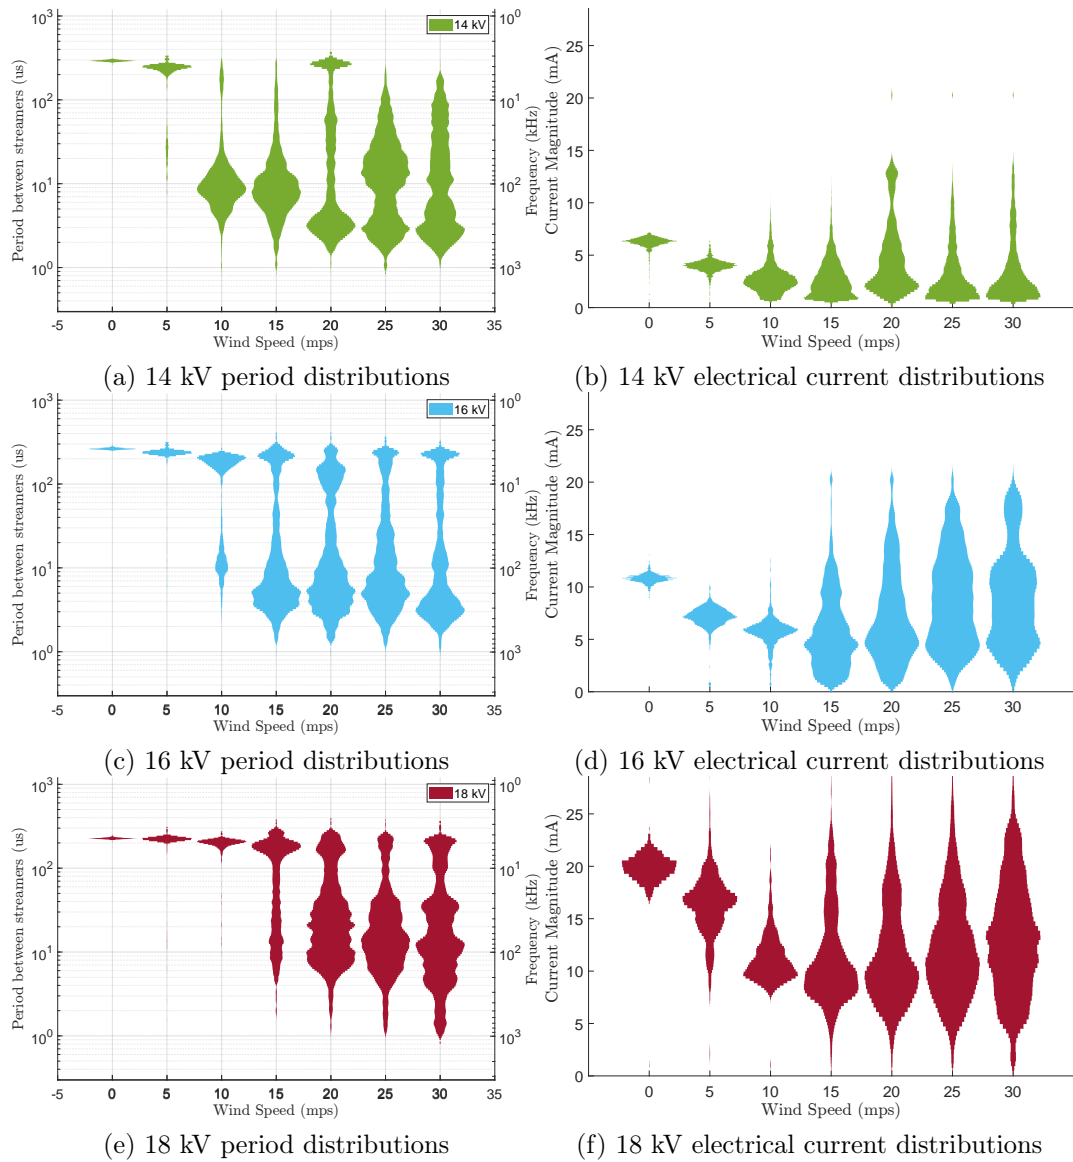 14 kV
Period between streamers (us)
10³
10²
10¹
10⁰
10⁰
10¹
10²
10³
Frequency (kHz)
-5 0 5 10 15 20 25 30 35
Wind Speed (mps)
Current Magnitude (mA)
25
20
15
10
5
0
0 5 10 15 20 25 30
Wind Speed (mps)
(a) 14 kV period distributions
(b) 14 kV electrical current distributions
16 kV
Period between streamers (us)
10³
10²
10¹
10⁰
10⁰
10¹
10²
10³
Frequency (kHz)
-5 0 5 10 15 20 25 30 35
Wind Speed (mps)
Current Magnitude (mA)
25
20
15
10
5
0
0 5 10 15 20 25 30
Wind Speed (mps)
(c) 16 kV period distributions
(d) 16 kV electrical current distributions
18 kV
Period between streamers (us)
10³
10²
10¹
10⁰
10⁰
10¹
10²
10³
Frequency (kHz)
-5 0 5 10 15 20 25 30 35
Wind Speed (mps)
Current Magnitude (mA)
25
20
15
10
5
0
0 5 10 15 20 25 30
Wind Speed (mps)
(e) 18 kV period distributions
(f) 18 kV electrical current distributions